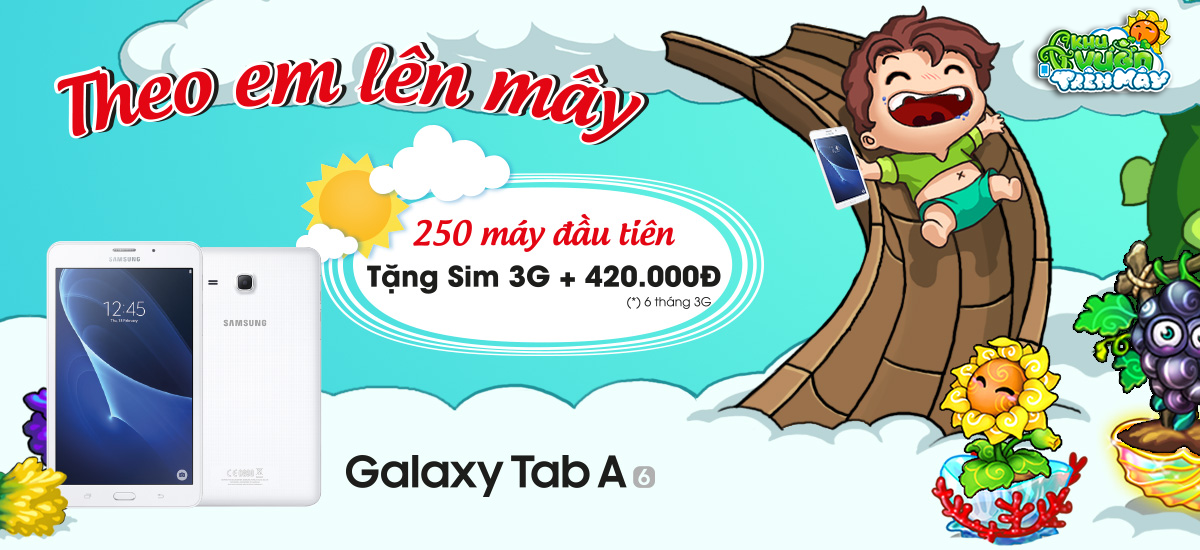 Theo em lên mây
KHU
VƯỜN
TRÊN MÂY
250 máy đầu tiên
Tặng Sim 3G + 420.000Đ
(*) 6 tháng 3G
SAMSUNG
12:45
SAMSUNG
Galaxy Tab A 6